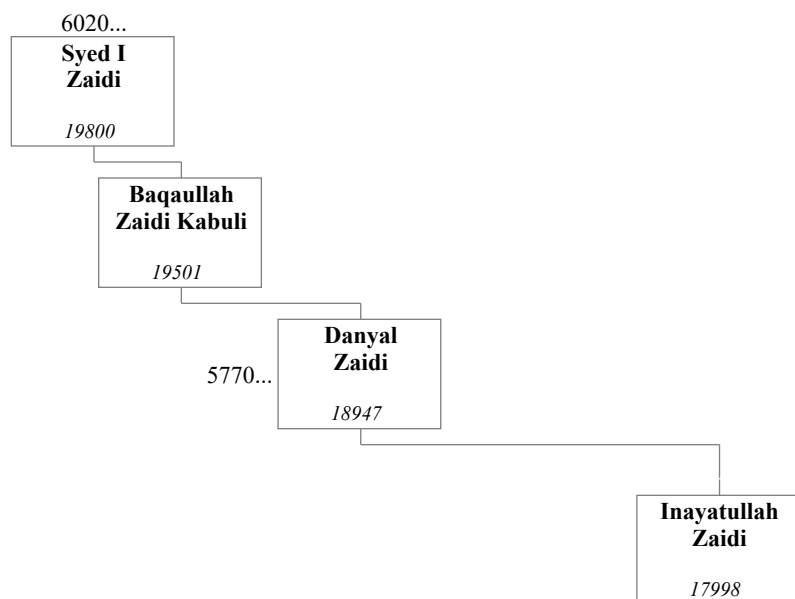 6020...
Syed I
Zaidi
19800
Baqaullah
Zaidi Kabuli
19501
Danyal
Zaidi
5770...
18947
Inayatullah
Zaidi
17998